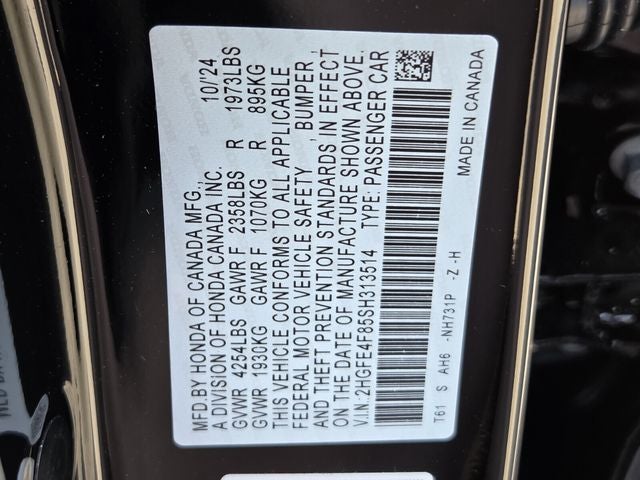 MFD.BY HONDA OF CANADA MFG., 10/'24
A DIVISION OF HONDA CANADA INC.
GVWR 4254LBS GAWR F 2358LBS R 1973LBS
GVWR 1930KG GAWR F 1070KG R 895KG
THIS VEHICLE CONFORMS TO ALL APPLICABLE
FEDERAL MOTOR VEHICLE SAFETY , BUMPER ,
AND THEFT PREVENTION STANDARDS IN EFFECT
ON THE DATE OF MANUFACTURE SHOWN ABOVE.
V.I.N.:2HGFE4F85SH313514 TYPE: PASSENGER CAR
T61 S AH6 -NH731P -Z -H
MADE IN CANADA